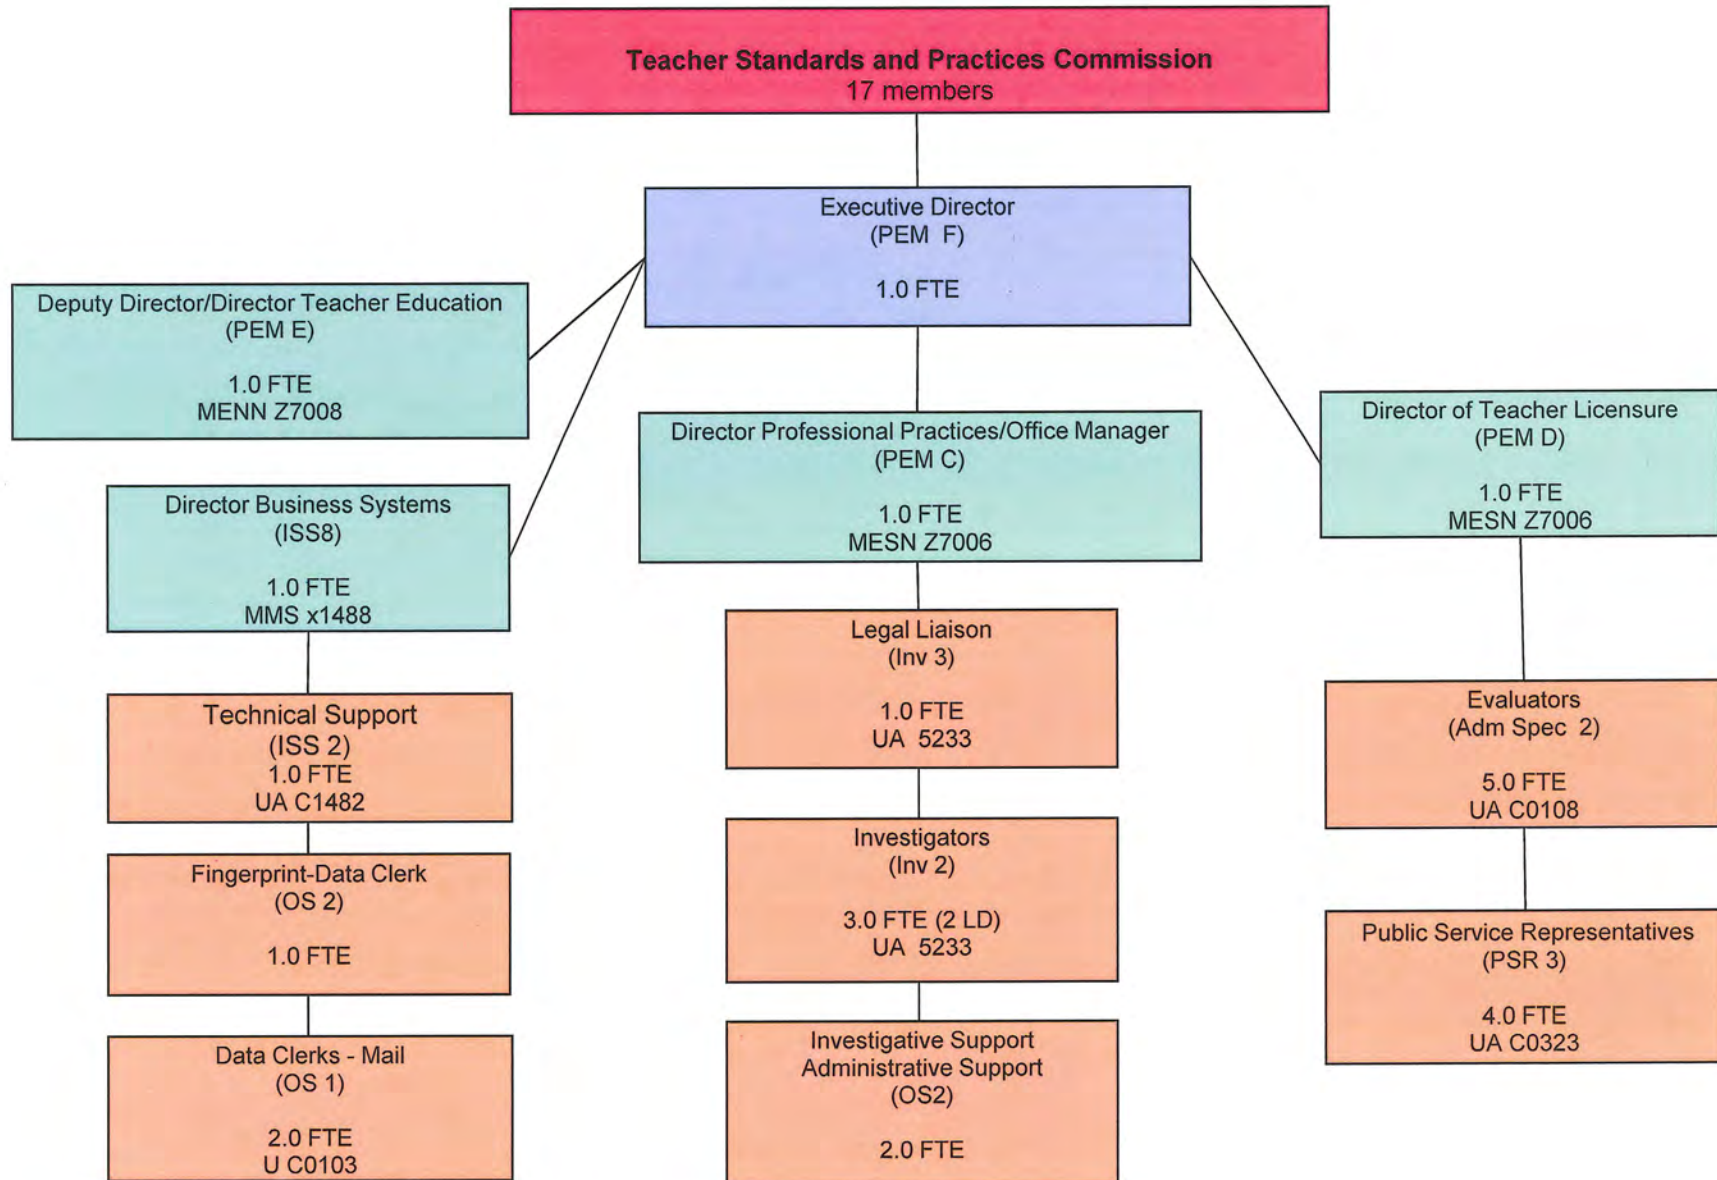 Teacher Standards and Practices Commission
17 members
Executive Director
(PEM F)
1.0 FTE
Deputy Director/Director Teacher Education
(PEM E)
1.0 FTE
MENN Z7008
Director Business Systems
(ISS8)
1.0 FTE
MMS x1488
Technical Support
(ISS 2)
1.0 FTE
UA C1482
Fingerprint-Data Clerk
(OS 2)
1.0 FTE
Data Clerks - Mail
(OS 1)
2.0 FTE
U C0103
Director Professional Practices/Office Manager
(PEM C)
1.0 FTE
MESN Z7006
Legal Liaison
(Inv 3)
1.0 FTE
UA 5233
Investigators
(Inv 2)
3.0 FTE (2 LD)
UA 5233
Investigative Support
Administrative Support
(OS2)
2.0 FTE
Director of Teacher Licensure
(PEM D)
1.0 FTE
MESN Z7006
Evaluators
(Adm Spec 2)
5.0 FTE
UA C0108
Public Service Representatives
(PSR 3)
4.0 FTE
UA C0323